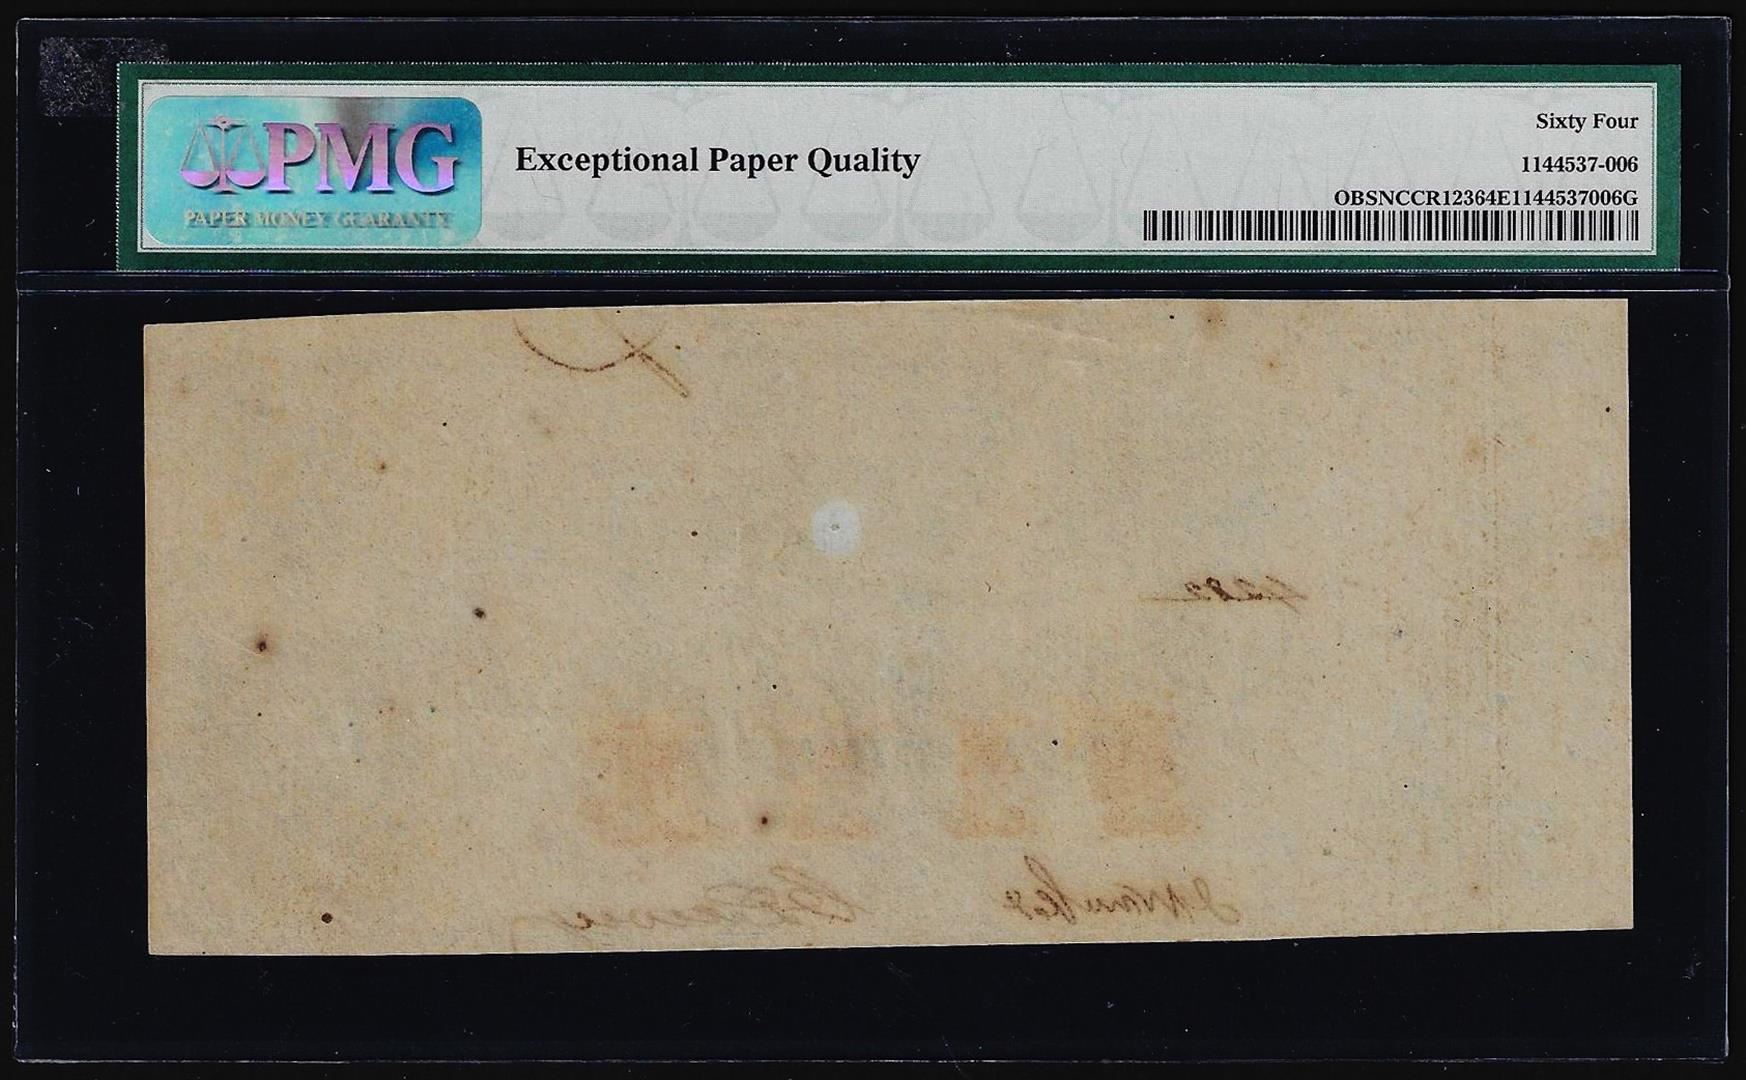 PMG
PAPER MONEY GUARANTY
Exceptional Paper Quality
Sixty Four
1144537-006
OBSNCCR12364E1144537006G